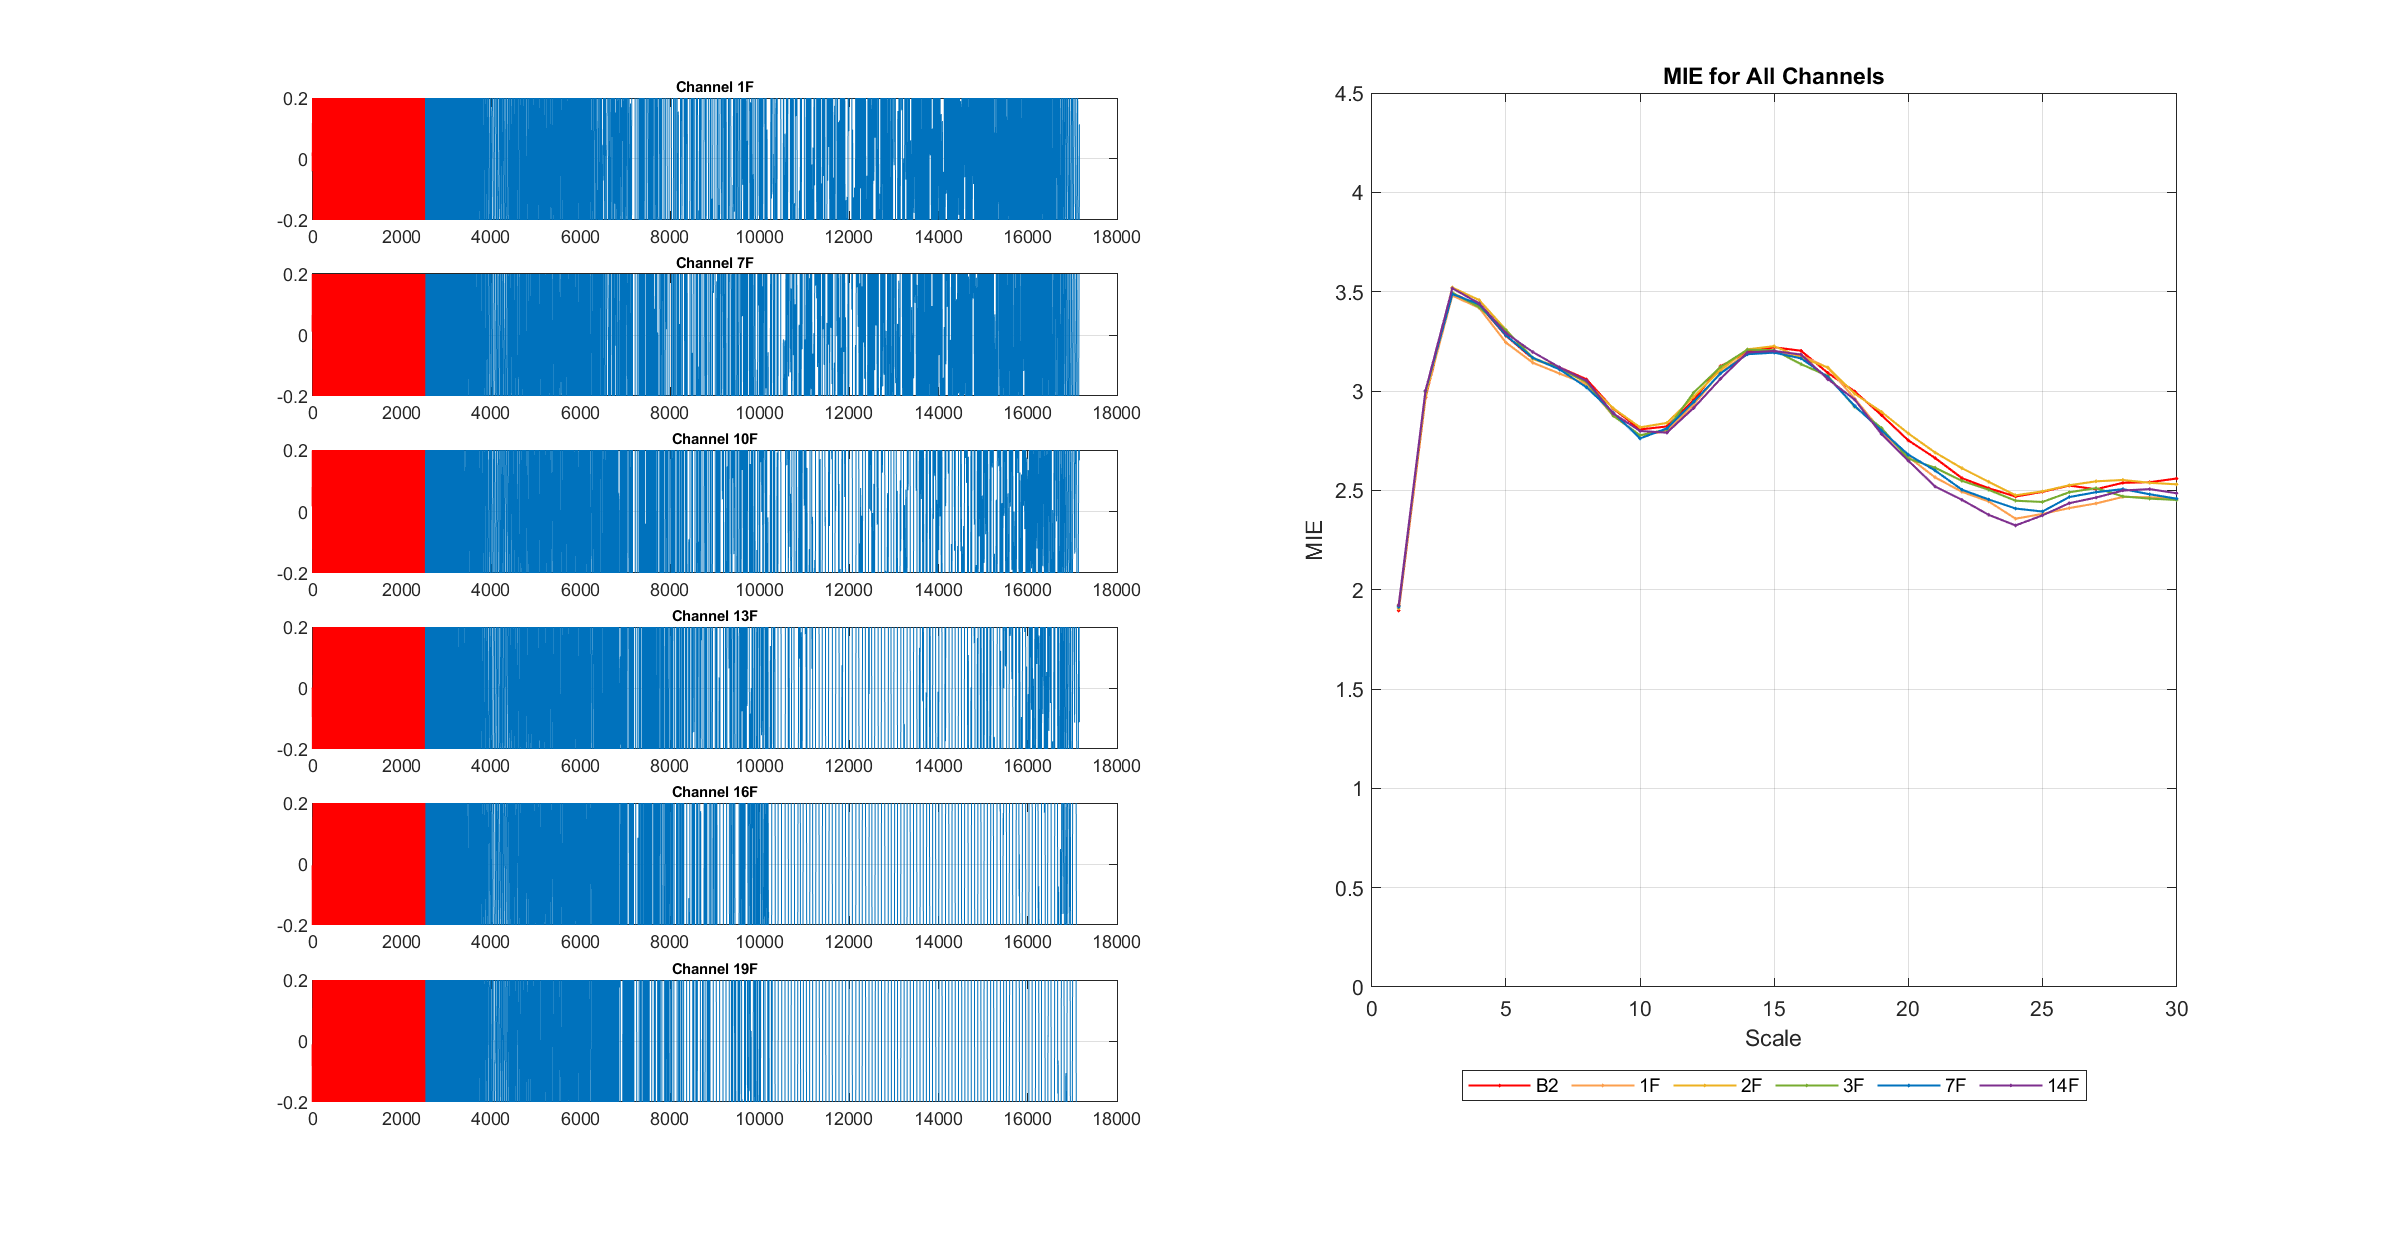 Channel 1F
0.2
0
-0.2
0 2000 4000 6000 8000 10000 12000 14000 16000 18000
Channel 7F
0.2
0
-0.2
0 2000 4000 6000 8000 10000 12000 14000 16000 18000
Channel 10F
0.2
0
-0.2
0 2000 4000 6000 8000 10000 12000 14000 16000 18000
Channel 13F
0.2
0
-0.2
0 2000 4000 6000 8000 10000 12000 14000 16000 18000
Channel 16F
0.2
0
-0.2
0 2000 4000 6000 8000 10000 12000 14000 16000 18000
Channel 19F
0.2
0
-0.2
0 2000 4000 6000 8000 10000 12000 14000 16000 18000
MIE for All Channels
4.5
4
3.5
3
2.5
2
1.5
1
0.5
0
MIE
0 5 10 15 20 25 30
Scale
B2 1F 2F 3F 7F 14F